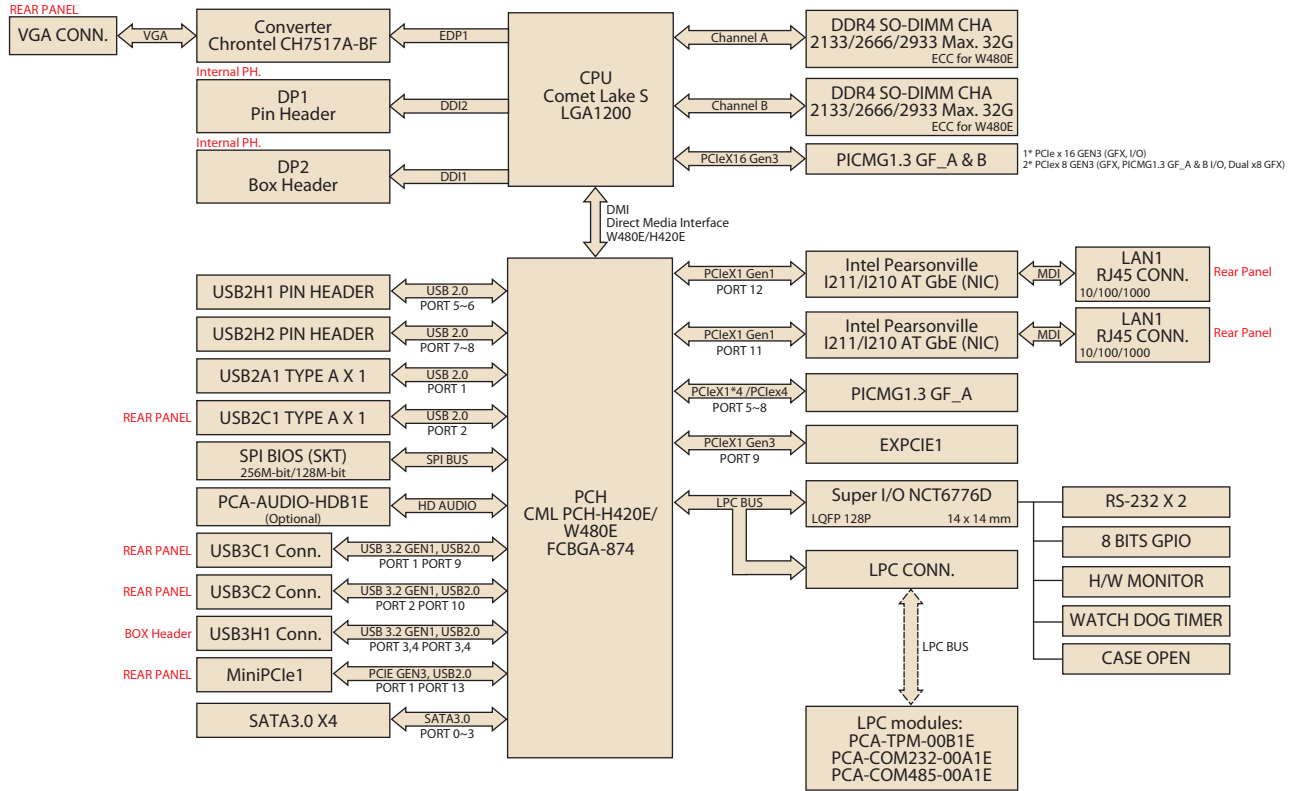 REAR PANEL
VGA CONN.
VGA
Converter
Chrontel CH7517A-BF
EDP1
Internal PH.
DP1
Pin Header
DDI2
Internal PH.
DP2
Box Header
DDI1
CPU
Comet Lake S
LGA1200
Channel A
DDR4 SO-DIMM CHA
2133/2666/2933 Max. 32G
ECC for W480E
Channel B
DDR4 SO-DIMM CHA
2133/2666/2933 Max. 32G
ECC for W480E
PCIeX16 Gen3
PICMG1.3 GF_A & B
1* PCIe x 16 GEN3 (GFX, I/O)
2* PCIex 8 GEN3 (GFX, PICMG1.3 GF_A & B I/O, Dual x8 GFX)
DMI
Direct Media Interface
W480E/H420E
USB2H1 PIN HEADER
USB 2.0
PORT 5~6
USB2H2 PIN HEADER
USB 2.0
PORT 7~8
USB2A1 TYPE A X 1
USB 2.0
PORT 1
REAR PANEL
USB2C1 TYPE A X 1
USB 2.0
PORT 2
SPI BIOS (SKT)
256M-bit/128M-bit
SPI BUS
PCA-AUDIO-HDB1E
(Optional)
HD AUDIO
REAR PANEL
USB3C1 Conn.
USB 3.2 GEN1, USB2.0
PORT 1 PORT 9
REAR PANEL
USB3C2 Conn.
USB 3.2 GEN1, USB2.0
PORT 2 PORT 10
BOX Header
USB3H1 Conn.
USB 3.2 GEN1, USB2.0
PORT 3,4 PORT 3,4
REAR PANEL
MiniPCIe1
PCIE GEN3, USB2.0
PORT 1 PORT 13
SATA3.0 X4
SATA3.0
PORT 0~3
PCH
CML PCH-H420E/
W480E
FCBGA-874
PCIeX1 Gen1
PORT 12
Intel Pearsonville
I211/I210 AT GbE (NIC)
MDI
LAN1
RJ45 CONN.
10/100/1000
Rear Panel
PCIeX1 Gen1
PORT 11
Intel Pearsonville
I211/I210 AT GbE (NIC)
MDI
LAN1
RJ45 CONN.
10/100/1000
Rear Panel
PCIeX1*4 /PCIex4
PORT 5~8
PICMG1.3 GF_A
PCIeX1 Gen3
PORT 9
EXPCIE1
LPC BUS
Super I/O NCT6776D
LQFP 128P 14 x 14 mm
RS-232 X 2
8 BITS GPIO
H/W MONITOR
WATCH DOG TIMER
CASE OPEN
LPC CONN.
LPC BUS
LPC modules:
PCA-TPM-00B1E
PCA-COM232-00A1E
PCA-COM485-00A1E